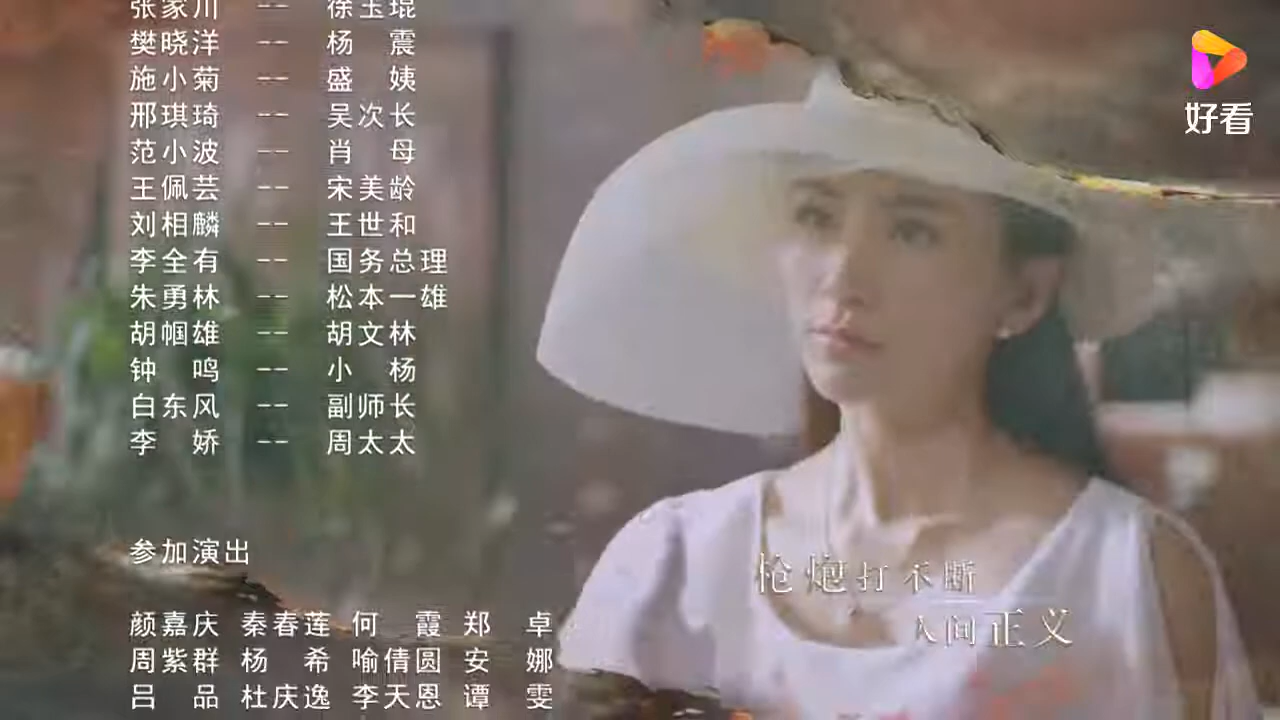 张家川 -- 徐玉琨
樊晓洋 -- 杨 震
施小菊 -- 盛 姨
邢琪琦 -- 吴次长
范小波 -- 肖 母
王佩芸 -- 宋美龄
刘相麟 -- 王世和
李全有 -- 国务总理
朱勇林 -- 松本一雄
胡帼雄 -- 胡文林
钟 鸣 -- 小 杨
白东风 -- 副师长
李 娇 -- 周太太
参加演出
颜嘉庆 秦春莲 何 霞 郑 卓
周紫群 杨 希 喻倩圆 安 娜
吕 品 杜庆逸 李天恩 谭 雯
枪炮打不断
人间正义
好看